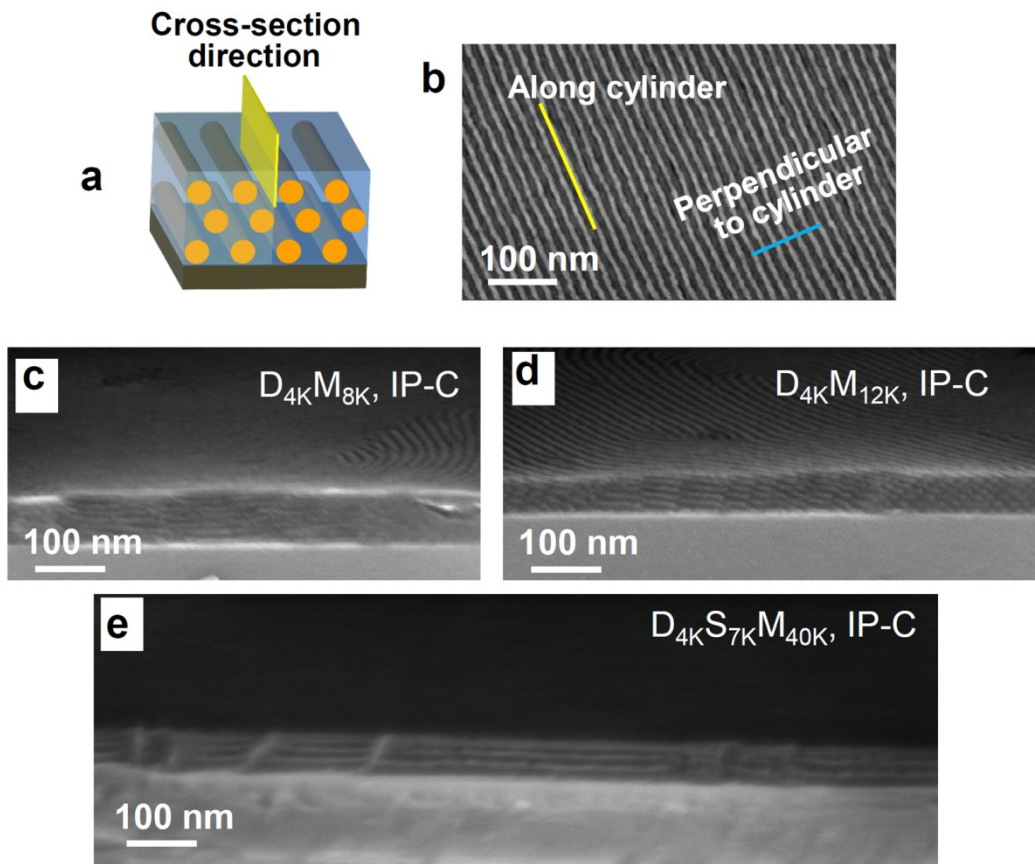 Cross-section
direction
a
b
Along cylinder
Perpendicular
to cylinder
100 nm
c
D4KM8K, IP-C
100 nm
d
D4KM12K, IP-C
100 nm
e
D4KS7KM40K, IP-C
100 nm